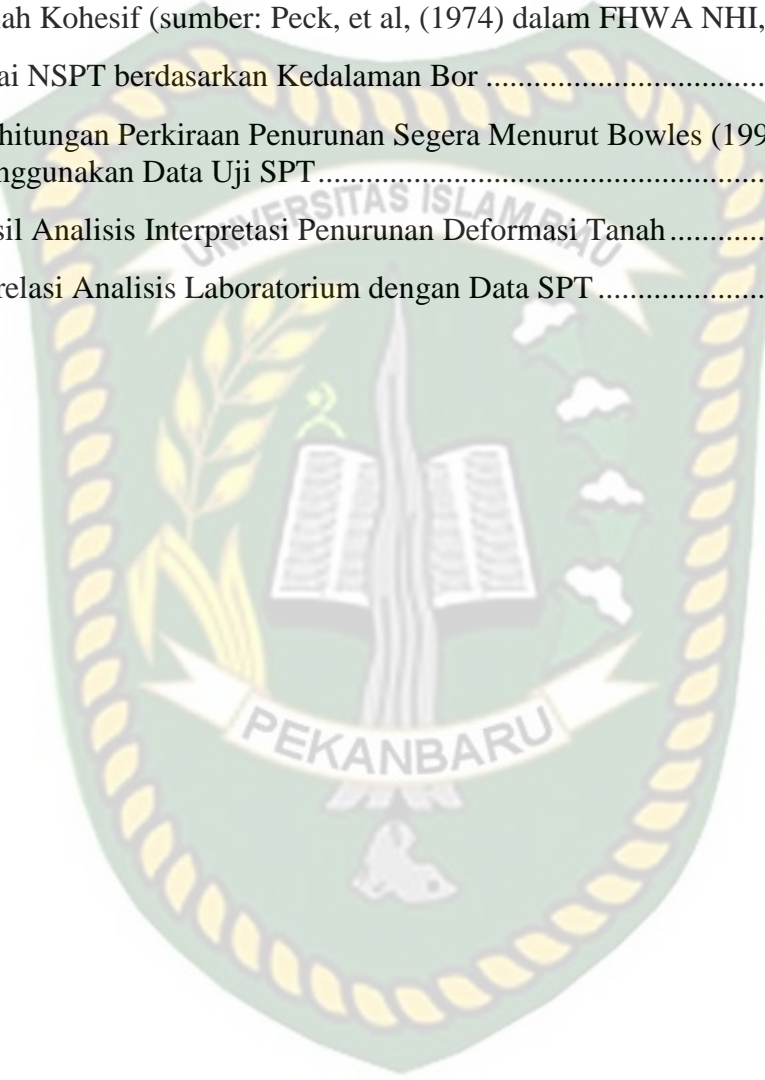 nah Kohesif (sumber: Peck, et al, (1974) dalam FHWA NHI,
ai NSPT berdasarkan Kedalaman Bor ..................................
hitungan Perkiraan Penurunan Segera Menurut Bowles (199
nggunakan Data Uji SPT.......................................................
UNIVERSITAS ISLAM RIAU
sil Analisis Interpretasi Penurunan Deformasi Tanah ............
relasi Analisis Laboratorium dengan Data SPT .....................
PEKANBARU